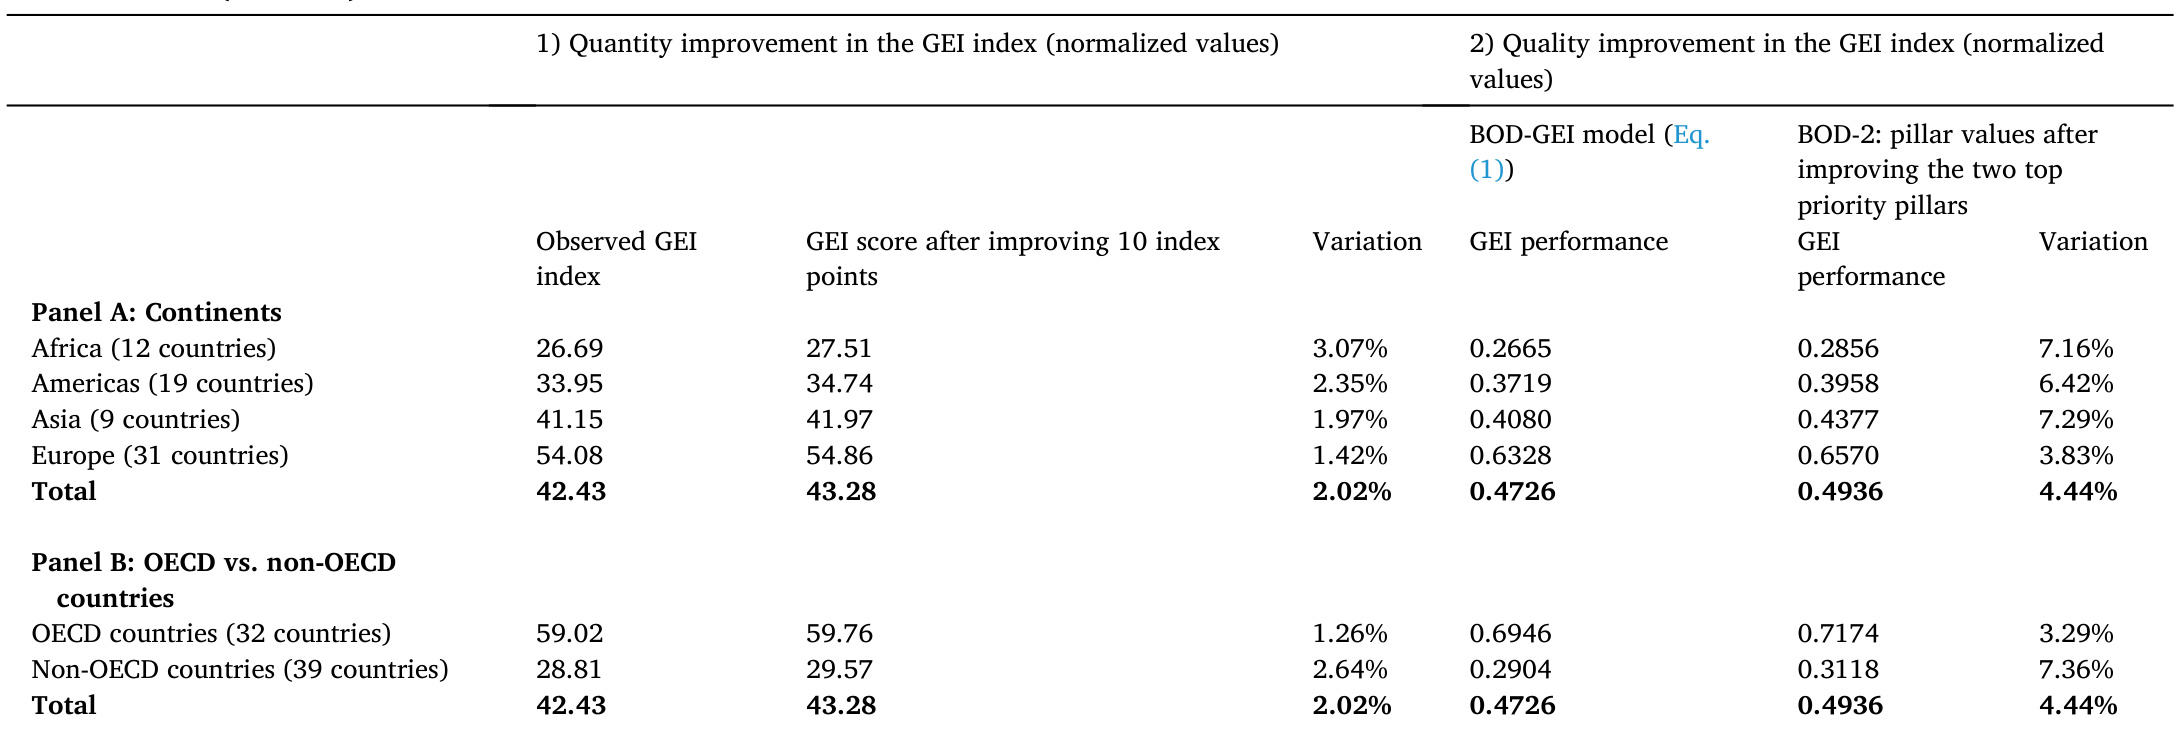 1) Quantity improvement in the GEI index (normalized values) 2) Quality improvement in the GEI index (normalized
values)
BOD-GEI model (Eq. BOD-2: pillar values after
(1)) improving the two top
priority pillars
Observed GEI GEI score after improving 10 index Variation GEI performance GEI Variation
index points performance
Panel A: Continents
Africa (12 countries) 26.69 27.51 3.07% 0.2665 0.2856 7.16%
Americas (19 countries) 33.95 34.74 2.35% 0.3719 0.3958 6.42%
Asia (9 countries) 41.15 41.97 1.97% 0.4080 0.4377 7.29%
Europe (31 countries) 54.08 54.86 1.42% 0.6328 0.6570 3.83%
Total 42.43 43.28 2.02% 0.4726 0.4936 4.44%
Panel B: OECD vs. non-OECD
countries
OECD countries (32 countries) 59.02 59.76 1.26% 0.6946 0.7174 3.29%
Non-OECD countries (39 countries) 28.81 29.57 2.64% 0.2904 0.3118 7.36%
Total 42.43 43.28 2.02% 0.4726 0.4936 4.44%